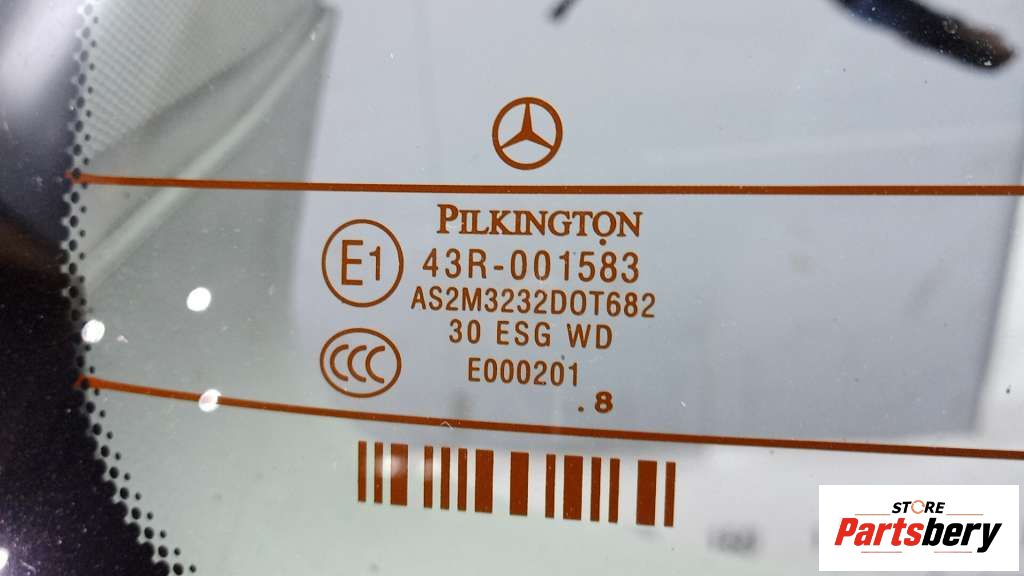 PILKINGTON
E1
43R-001583
AS2M3232DOT682
30 ESG WD
CCC
E000201
.8
STORE
Partsbery